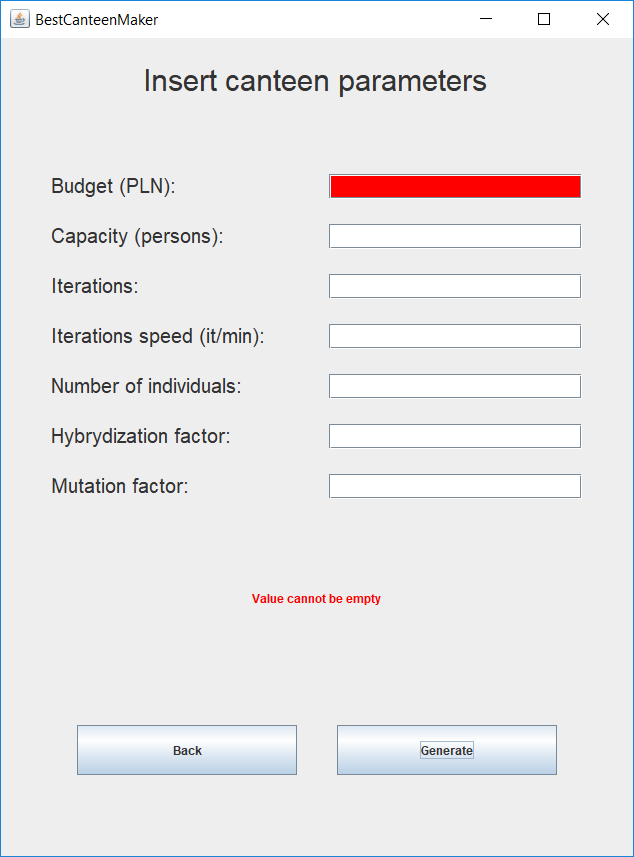 BestCanteenMaker
Insert canteen parameters
Budget (PLN):
Capacity (persons):
Iterations:
Iterations speed (it/min):
Number of individuals:
Hybrydization factor:
Mutation factor:
Value cannot be empty
Back
Generate